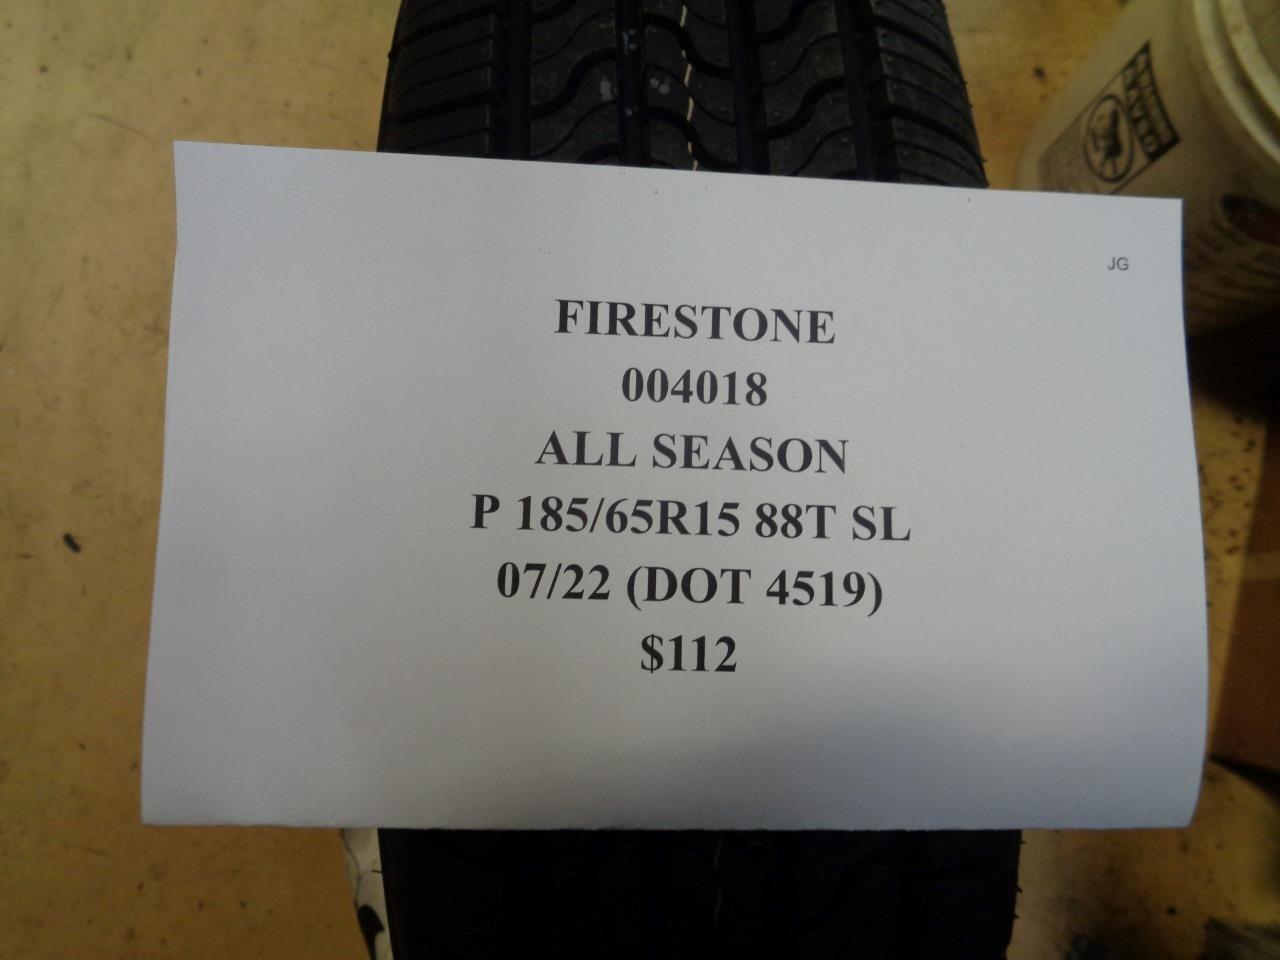 JG
FIRESTONE
004018
ALL SEASON
P 185/65R15 88T SL
07/22 (DOT 4519)
$112